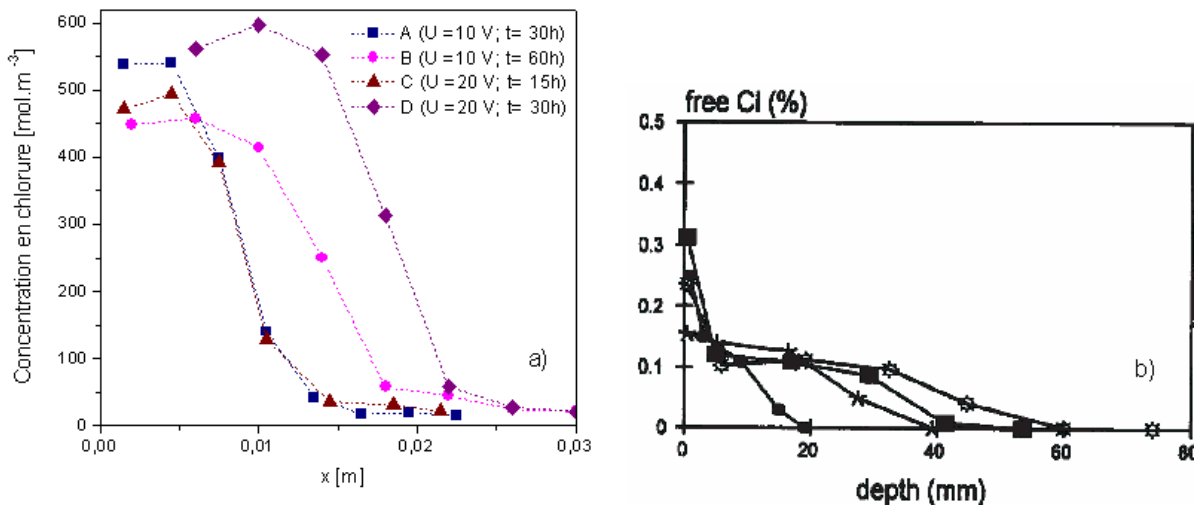 600
500
400
300
200
100
0
0,00
0,01
0,02
0,03
Concentration en chlorure [mol.m⁻³]
x [m]
A (U =10 V; t= 30h)
B (U =10 V; t= 60h)
C (U =20 V; t= 15h)
D (U =20 V; t= 30h)
a)
free Cl (%)
0.5
0.4
0.3
0.2
0.1
0
0
20
40
60
80
depth (mm)
b)